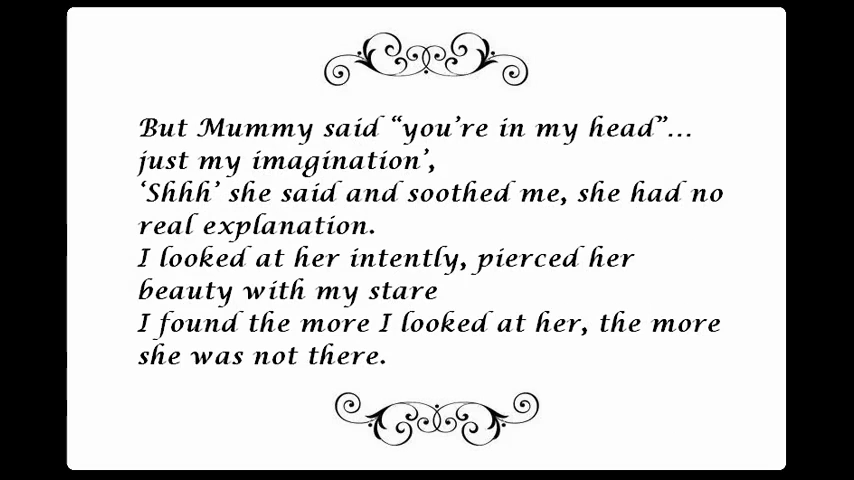 But Mummy said “you’re in my head”...
just my imagination’,
‘Shhh’ she said and soothed me, she had no
real explanation.
I looked at her intently, pierced her
beauty with my stare
I found the more I looked at her, the more
she was not there.